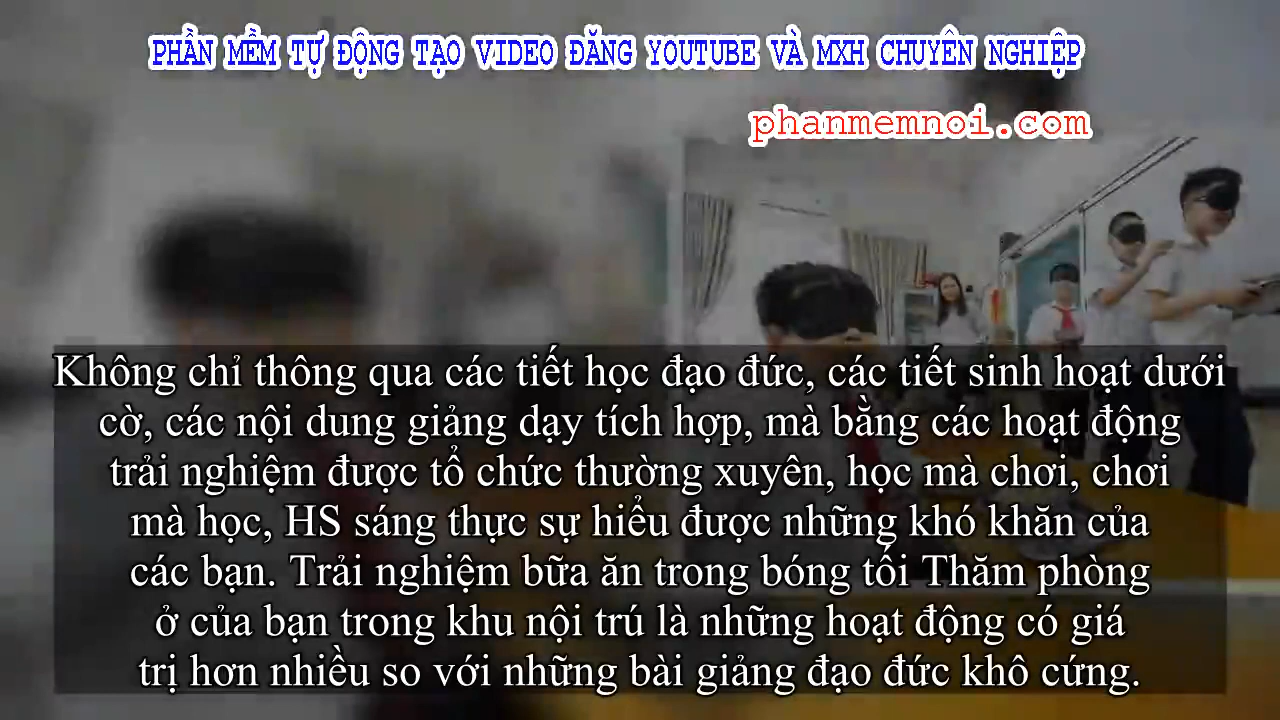 PHẦN MỀM TỰ ĐỘNG TẠO VIDEO ĐĂNG YOUTUBE VÀ MXH CHUYÊN NGHIỆP
phanmemnoi.com
Không chỉ thông qua các tiết học đạo đức, các tiết sinh hoạt dưới
cờ, các nội dung giảng dạy tích hợp, mà bằng các hoạt động
trải nghiệm được tổ chức thường xuyên, học mà chơi, chơi
mà học, HS sáng thực sự hiểu được những khó khăn của
các bạn. Trải nghiệm bữa ăn trong bóng tối Thăm phòng
ở của bạn trong khu nội trú là những hoạt động có giá
trị hơn nhiều so với những bài giảng đạo đức khô cứng.